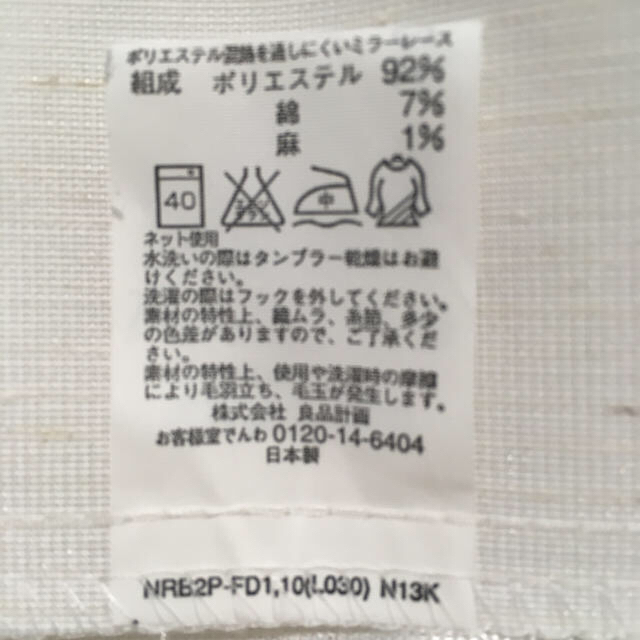 ポリエステル混熱を通しにくいミラーレース
組成 ポリエステル 92%
綿 7%
麻 1%
40 エンソサラシ 中
ネット使用
水洗いの際はタンブラー乾燥はお避
けください。
洗濯の際はフックを外してください。
素材の特性上、織ムラ、糸節、多少
の色差がありますので、ご了承くだ
さい。
素材の特性上、使用や洗濯時の摩擦
により毛羽立ち、毛玉が発生します。
株式会社 良品計画
お客様室でんわ 0120-14-6404
日本製
NRB2P-FD1,10(L030) N13K